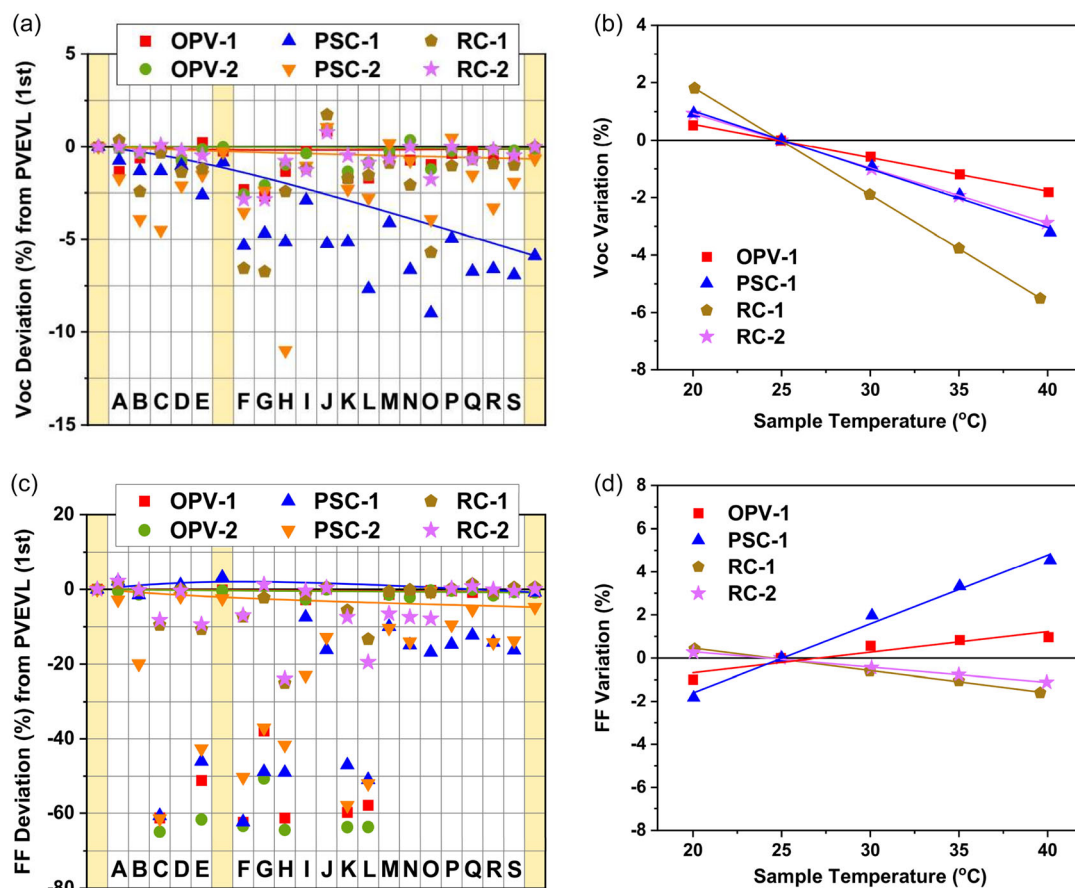 (a)
OPV-1 PSC-1 RC-1
OPV-2 PSC-2 RC-2
Voc Deviation (%) from PVEVL (1st)
5
0
-5
-10
-15
A B C D E F G H I J K L M N O P Q R S
(b)
Voc Variation (%)
4
2
0
-2
-4
-6
-8
OPV-1
PSC-1
RC-1
RC-2
20 25 30 35 40
Sample Temperature (°C)
(c)
OPV-1 PSC-1 RC-1
OPV-2 PSC-2 RC-2
FF Deviation (%) from PVEVL (1st)
20
0
-20
-40
-60
-80
A B C D E F G H I J K L M N O P Q R S
(d)
FF Variation (%)
8
6
4
2
0
-2
-4
-6
-8
OPV-1
PSC-1
RC-1
RC-2
20 25 30 35 40
Sample Temperature (°C)